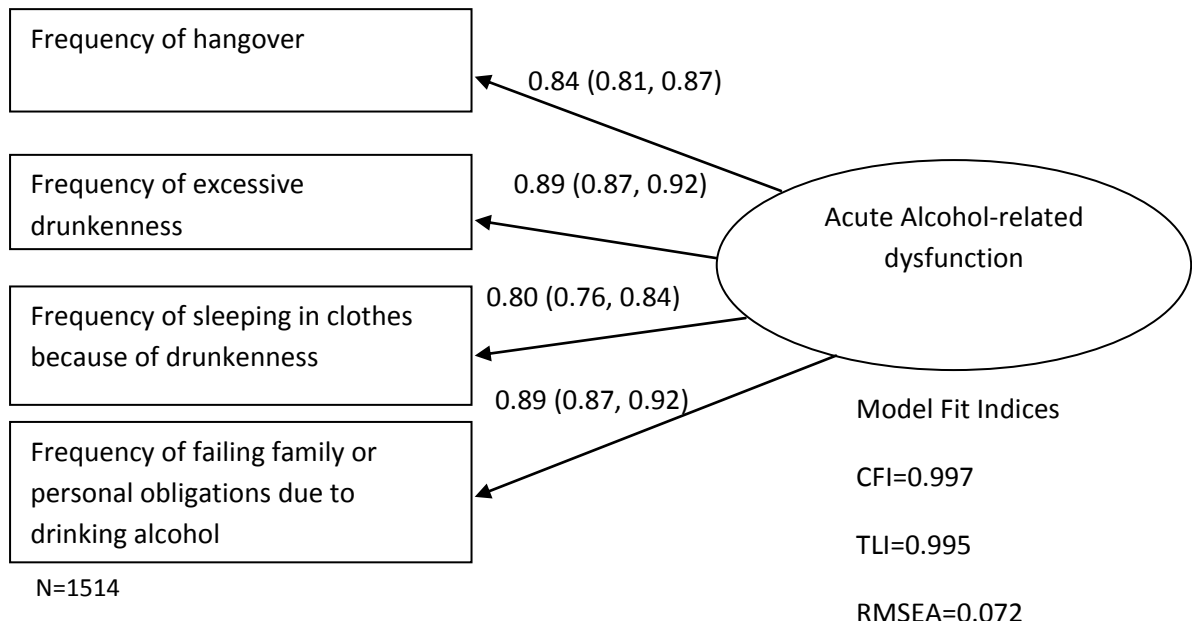 Frequency of hangover
0.84 (0.81, 0.87)
Frequency of excessive
drunkenness
0.89 (0.87, 0.92)
Acute Alcohol-related
dysfunction
Frequency of sleeping in clothes
because of drunkenness
0.80 (0.76, 0.84)
0.89 (0.87, 0.92)
Frequency of failing family or
personal obligations due to
drinking alcohol
N=1514
Model Fit Indices
CFI=0.997
TLI=0.995
RMSEA=0.072